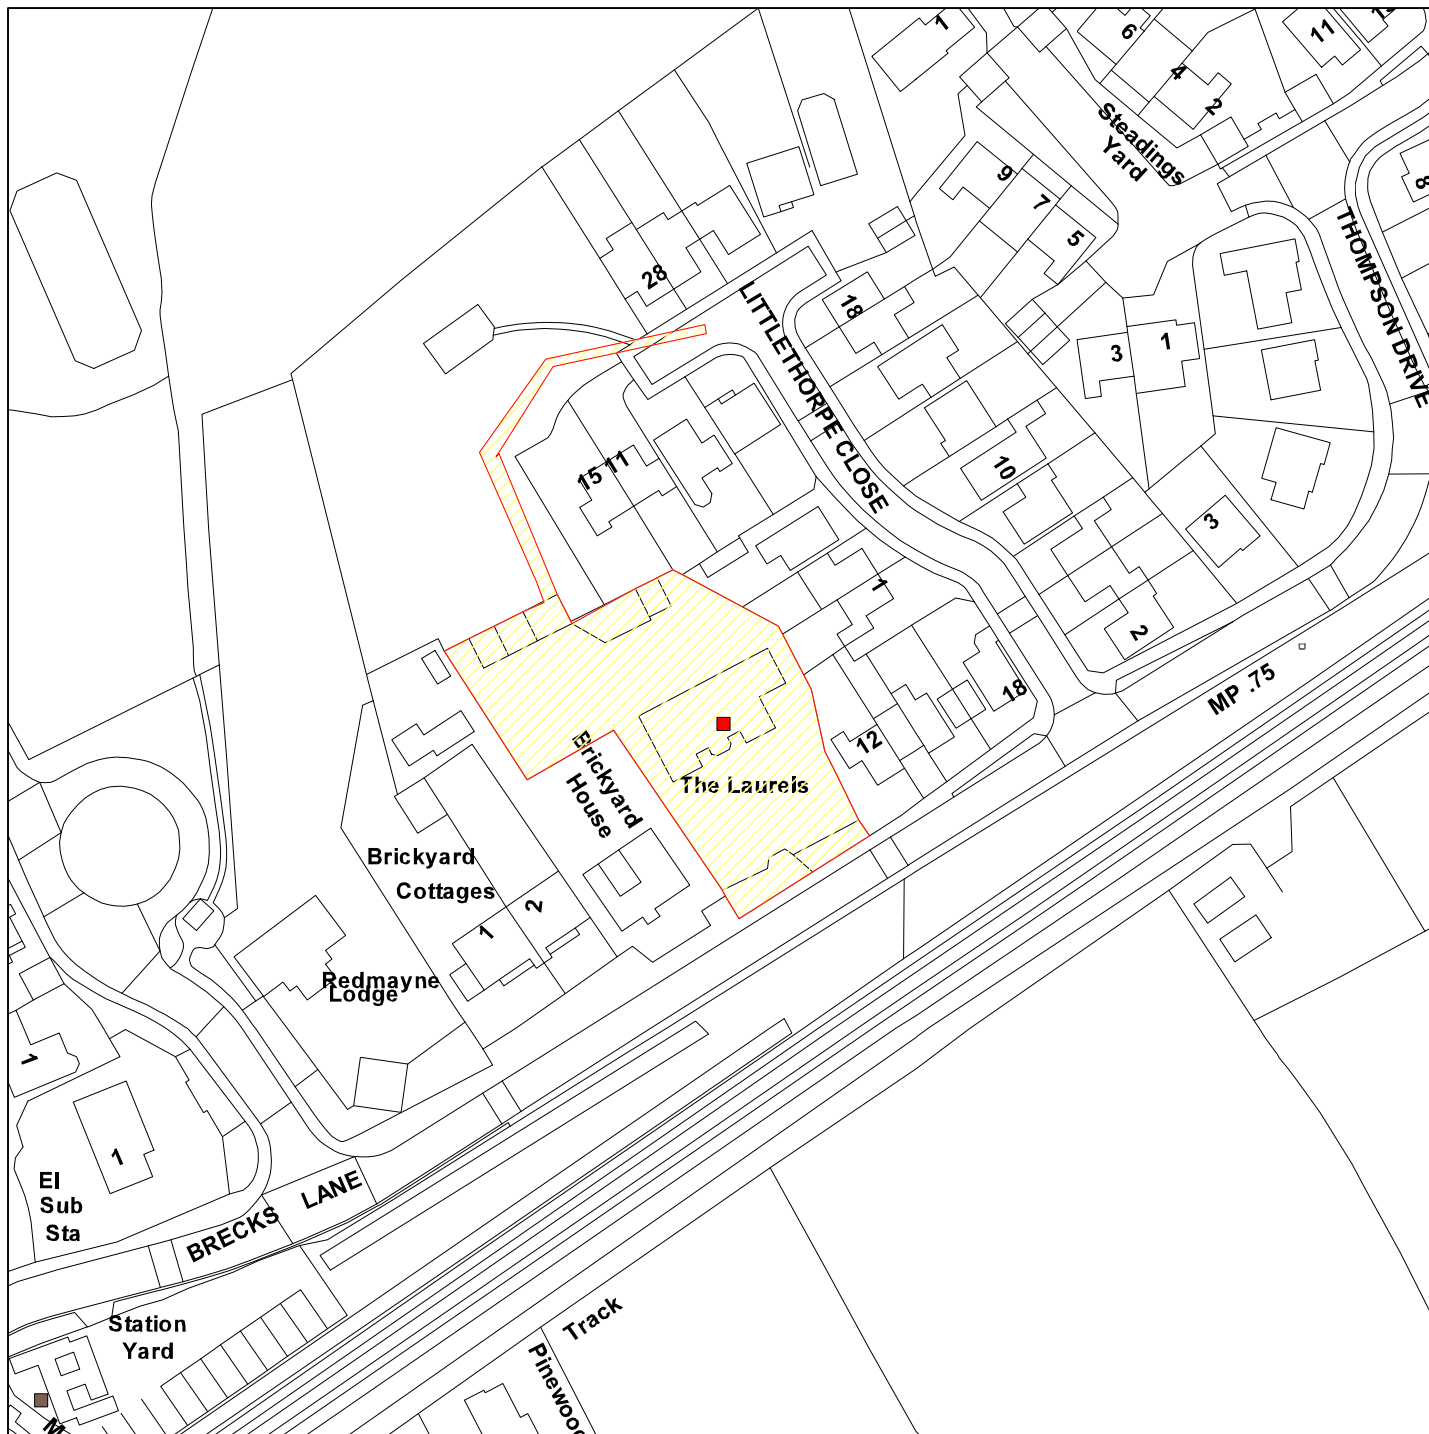 1
6
11
4
2
Steadings
Yard
9
7
5
8
THOMPSON DRIVE
28
18
LITTLETHORPE CLOSE
3
1
15
11
10
3
1
2
18
MP .75
12
Brickyard
House
The Laurels
Brickyard
Cottages
2
1
Redmayne
Lodge
1
1
El
Sub
Sta
BRECKS LANE
Station
Yard
Track